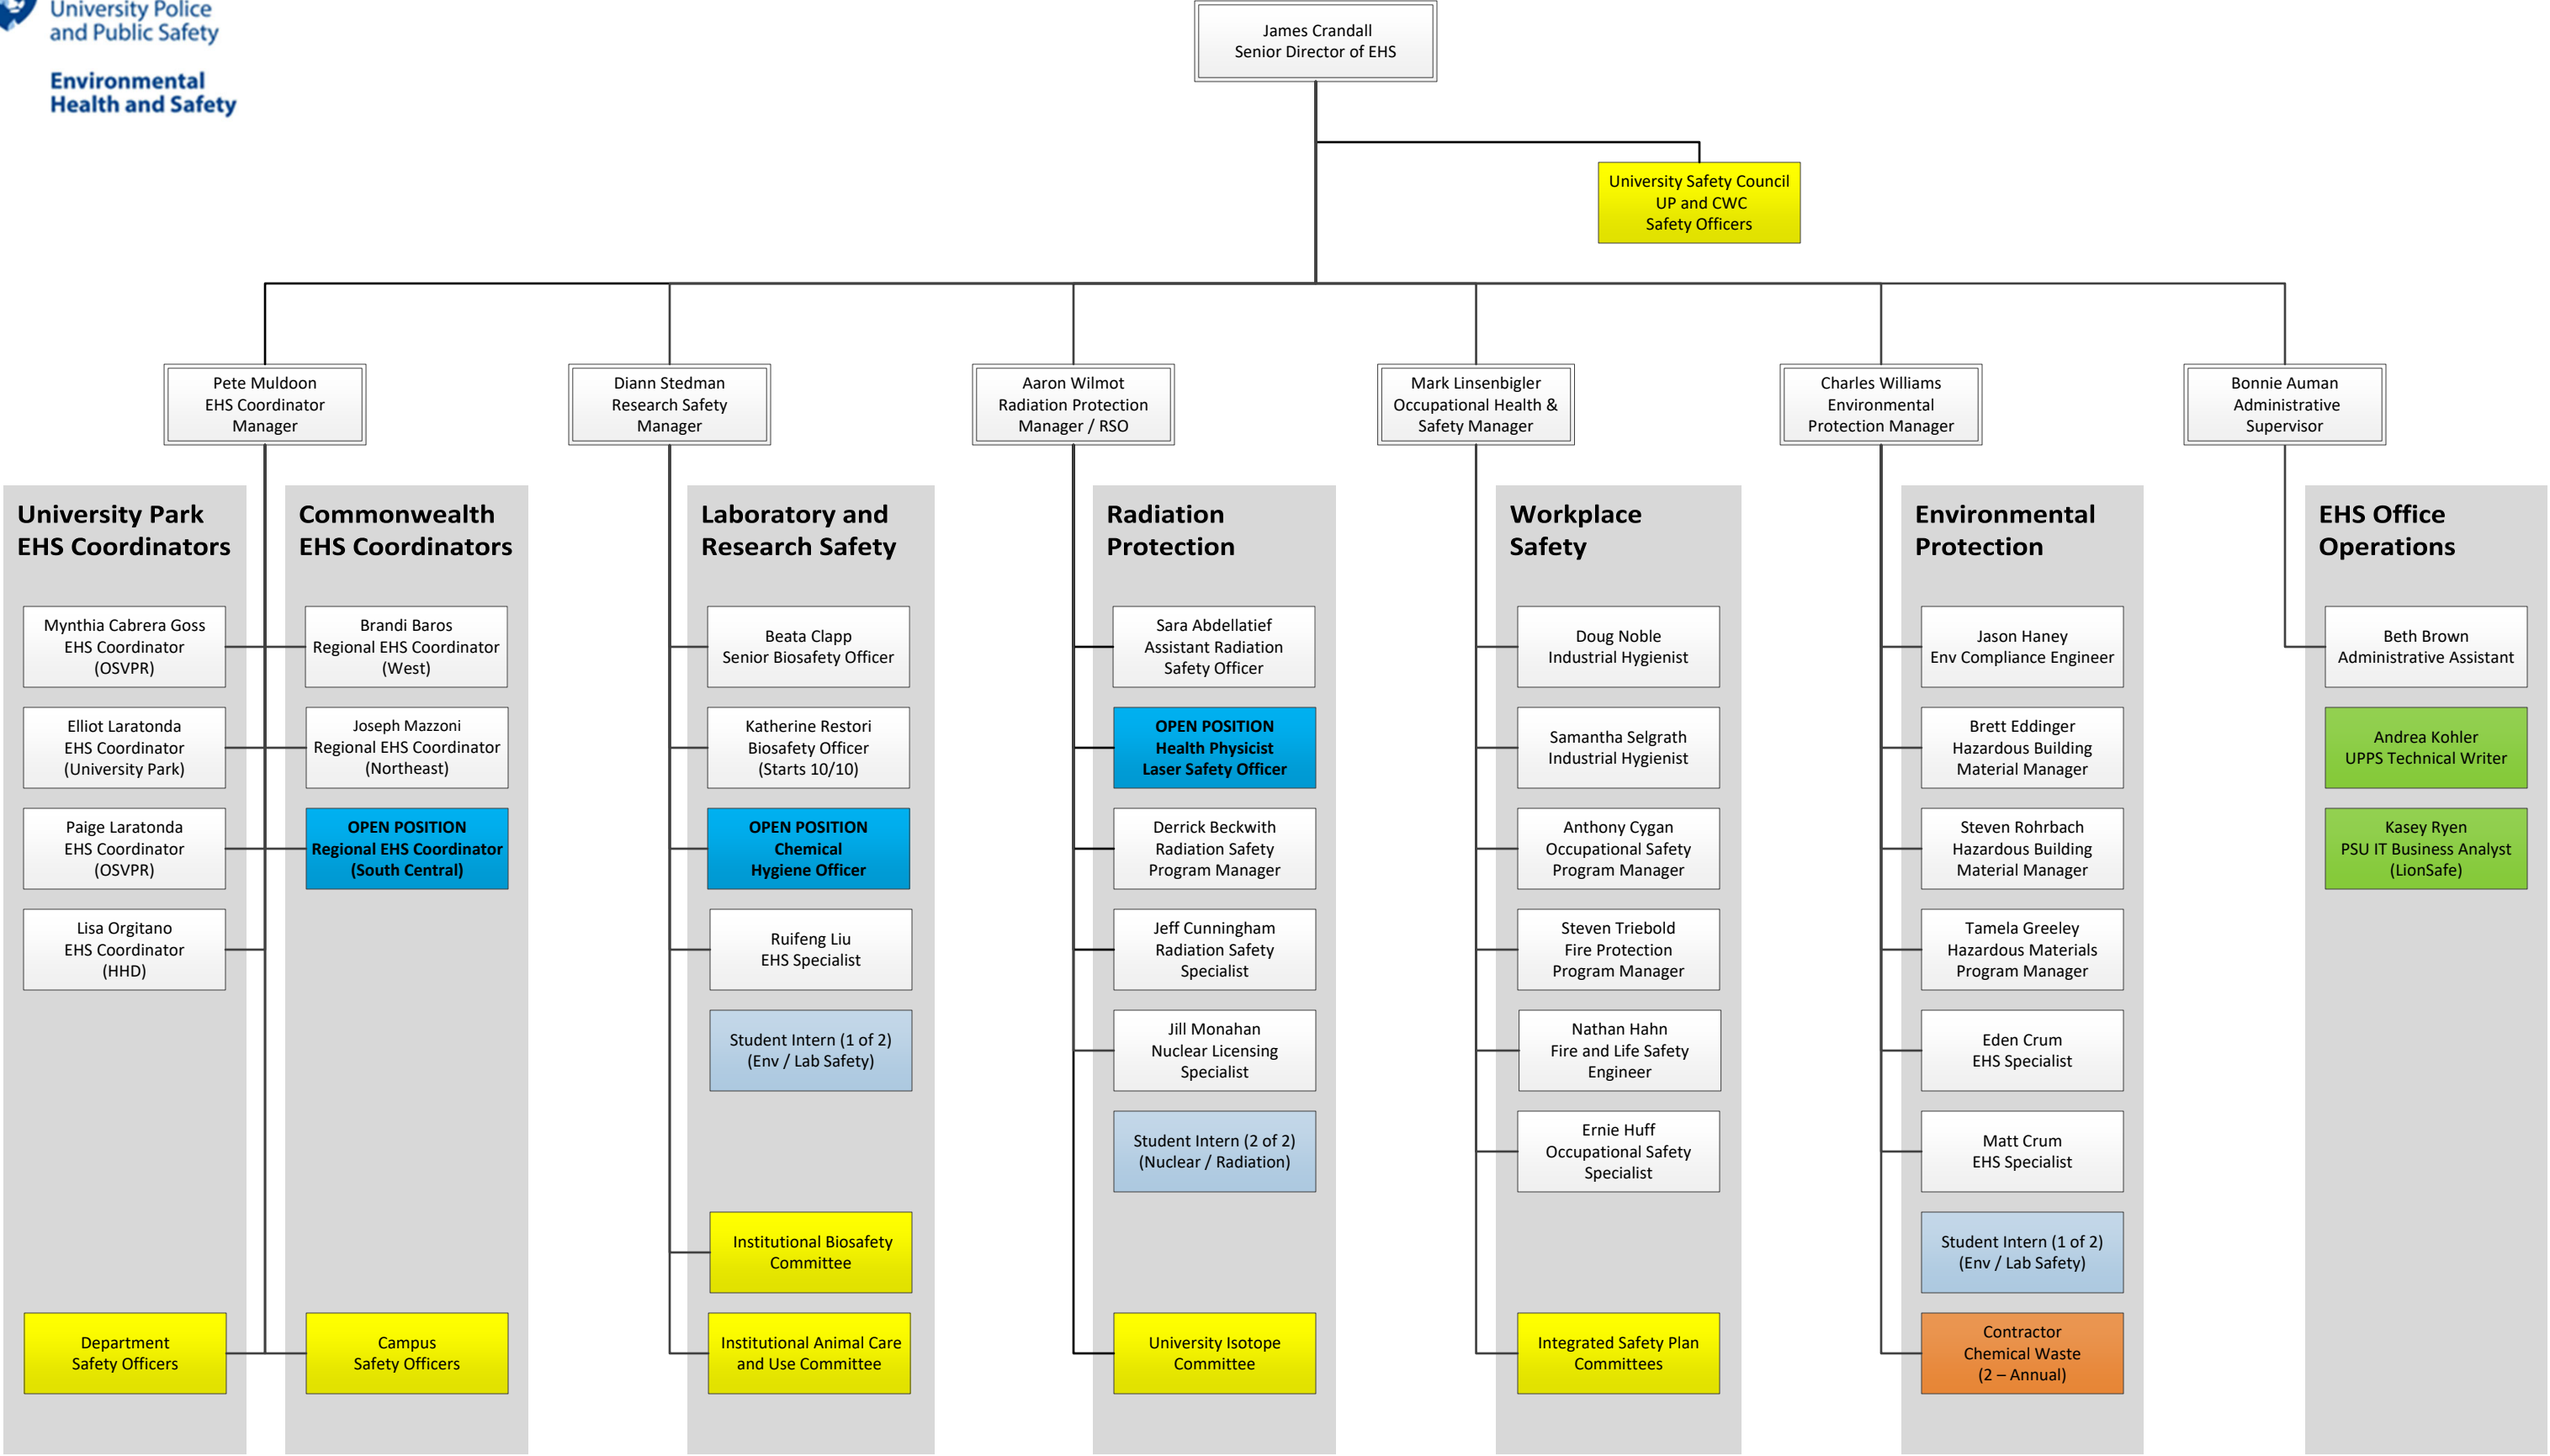 University Police
and Public Safety
Environmental
Health and Safety
James Crandall
Senior Director of EHS
University Safety Council
UP and CWC
Safety Officers
Pete Muldoon
EHS Coordinator
Manager
Diann Stedman
Research Safety
Manager
Aaron Wilmot
Radiation Protection
Manager / RSO
Mark Linsenbigler
Occupational Health &
Safety Manager
Charles Williams
Environmental
Protection Manager
Bonnie Auman
Administrative
Supervisor
University Park
EHS Coordinators
Mynthia Cabrera Goss
EHS Coordinator
(OSVPR)
Elliot Laratonda
EHS Coordinator
(University Park)
Paige Laratonda
EHS Coordinator
(OSVPR)
Lisa Orgitano
EHS Coordinator
(HHD)
Department
Safety Officers
Commonwealth
EHS Coordinators
Brandi Baros
Regional EHS Coordinator
(West)
Joseph Mazzoni
Regional EHS Coordinator
(Northeast)
OPEN POSITION
Regional EHS Coordinator
(South Central)
Campus
Safety Officers
Laboratory and
Research Safety
Beata Clapp
Senior Biosafety Officer
Katherine Restori
Biosafety Officer
(Starts 10/10)
OPEN POSITION
Chemical
Hygiene Officer
Ruifeng Liu
EHS Specialist
Student Intern (1 of 2)
(Env / Lab Safety)
Institutional Biosafety
Committee
Institutional Animal Care
and Use Committee
Radiation
Protection
Sara Abdellatief
Assistant Radiation
Safety Officer
OPEN POSITION
Health Physicist
Laser Safety Officer
Derrick Beckwith
Radiation Safety
Program Manager
Jeff Cunningham
Radiation Safety
Specialist
Jill Monahan
Nuclear Licensing
Specialist
Student Intern (2 of 2)
(Nuclear / Radiation)
University Isotope
Committee
Workplace
Safety
Doug Noble
Industrial Hygienist
Samantha Selgrath
Industrial Hygienist
Anthony Cygan
Occupational Safety
Program Manager
Steven Triebold
Fire Protection
Program Manager
Nathan Hahn
Fire and Life Safety
Engineer
Ernie Huff
Occupational Safety
Specialist
Integrated Safety Plan
Committees
Environmental
Protection
Jason Haney
Env Compliance Engineer
Brett Eddinger
Hazardous Building
Material Manager
Steven Rohrbach
Hazardous Building
Material Manager
Tamela Greeley
Hazardous Materials
Program Manager
Eden Crum
EHS Specialist
Matt Crum
EHS Specialist
Student Intern (1 of 2)
(Env / Lab Safety)
Contractor
Chemical Waste
(2 – Annual)
EHS Office
Operations
Beth Brown
Administrative Assistant
Andrea Kohler
UPPS Technical Writer
Kasey Ryen
PSU IT Business Analyst
(LionSafe)